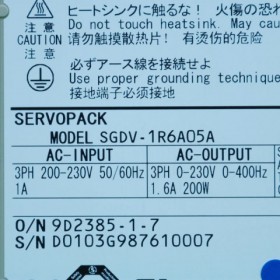 ヒートシンクに触るな! 火傷の恐れ
注意 Do not touch heatsink. May cau
CAUTION 请勿触摸散热片! 有烫伤的危险
注意 必ずアース線を接続せよ
Use proper grounding technique
接地端子必须接地
SERVOPACK
MODEL SGDV-1R6A05A
AC-INPUT AC-OUTPUT
3PH 200-230V 50/60Hz 3PH 0-230V 0-400Hz
1A 1.6A 200W
O/N 9D2385-1-7
S/N D0103G987610007